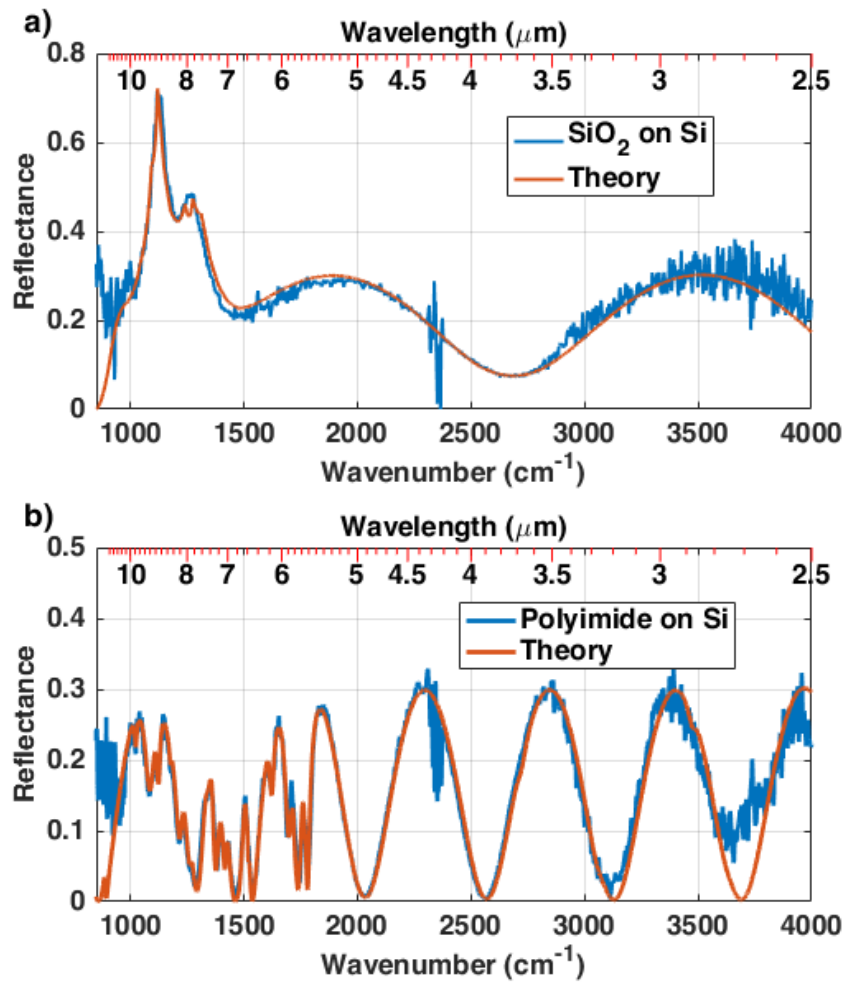 a)
Wavelength (μm)
0.8
10 8 7 6 5 4.5 4 3.5 3 2.5
0.6
SiO2 on Si
Theory
0.4
Reflectance
0.2
0
1000 1500 2000 2500 3000 3500 4000
Wavenumber (cm-1)
b)
Wavelength (μm)
0.5
10 8 7 6 5 4.5 4 3.5 3 2.5
0.4
Polyimide on Si
Theory
0.3
Reflectance
0.2
0.1
0
1000 1500 2000 2500 3000 3500 4000
Wavenumber (cm-1)